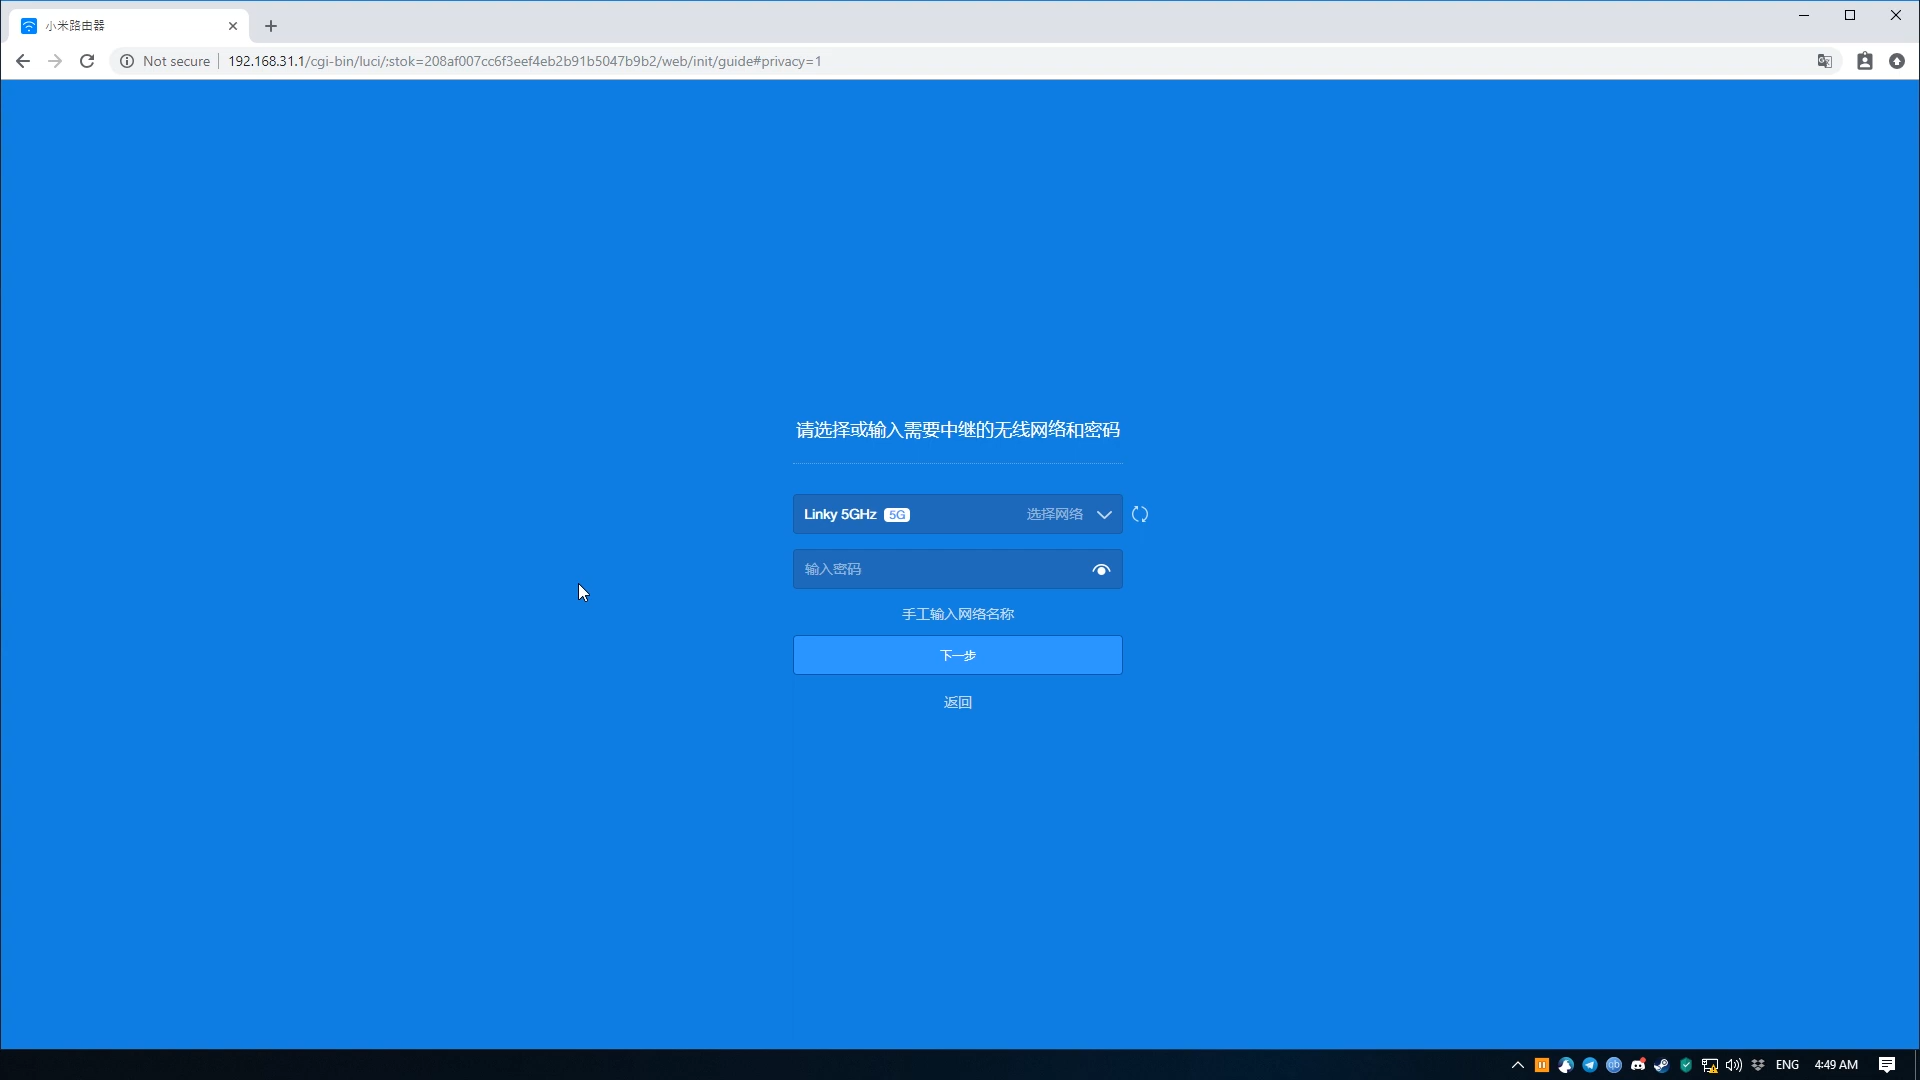 小米路由器
Not secure
192.168.31.1/cgi-bin/luci/;stok=208af007cc6f3eef4eb2b91b5047b9b2/web/init/guide#privacy=1
请选择或输入需要中继的无线网络和密码
Linky 5GHz 5G 选择网络
输入密码
手工输入网络名称
下一步
返回
qb ENG 4:49 AM